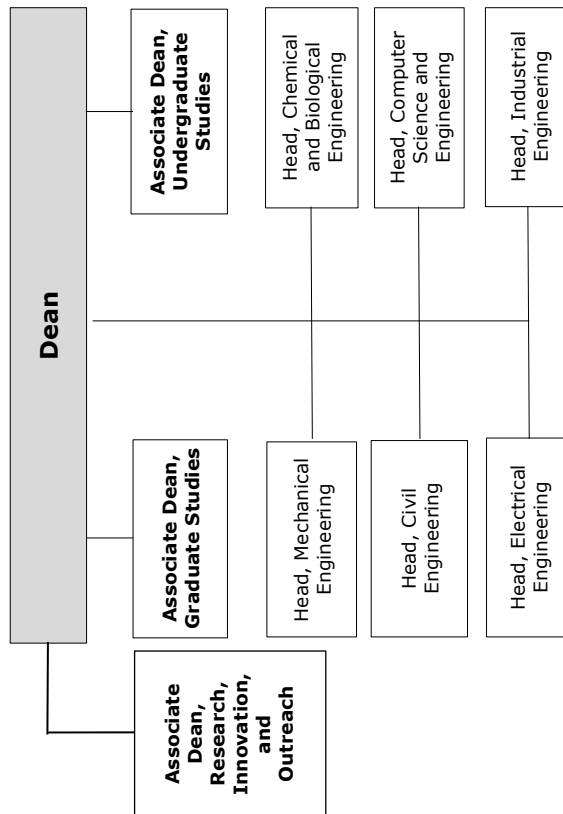 Dean
Associate
Dean,
Research,
Innovation,
and
Outreach
Associate Dean,
Graduate Studies
Associate Dean,
Undergraduate
Studies
Head, Mechanical
Engineering
Head, Chemical
and Biological
Engineering
Head, Civil
Engineering
Head, Computer
Science and
Engineering
Head, Electrical
Engineering
Head, Industrial
Engineering